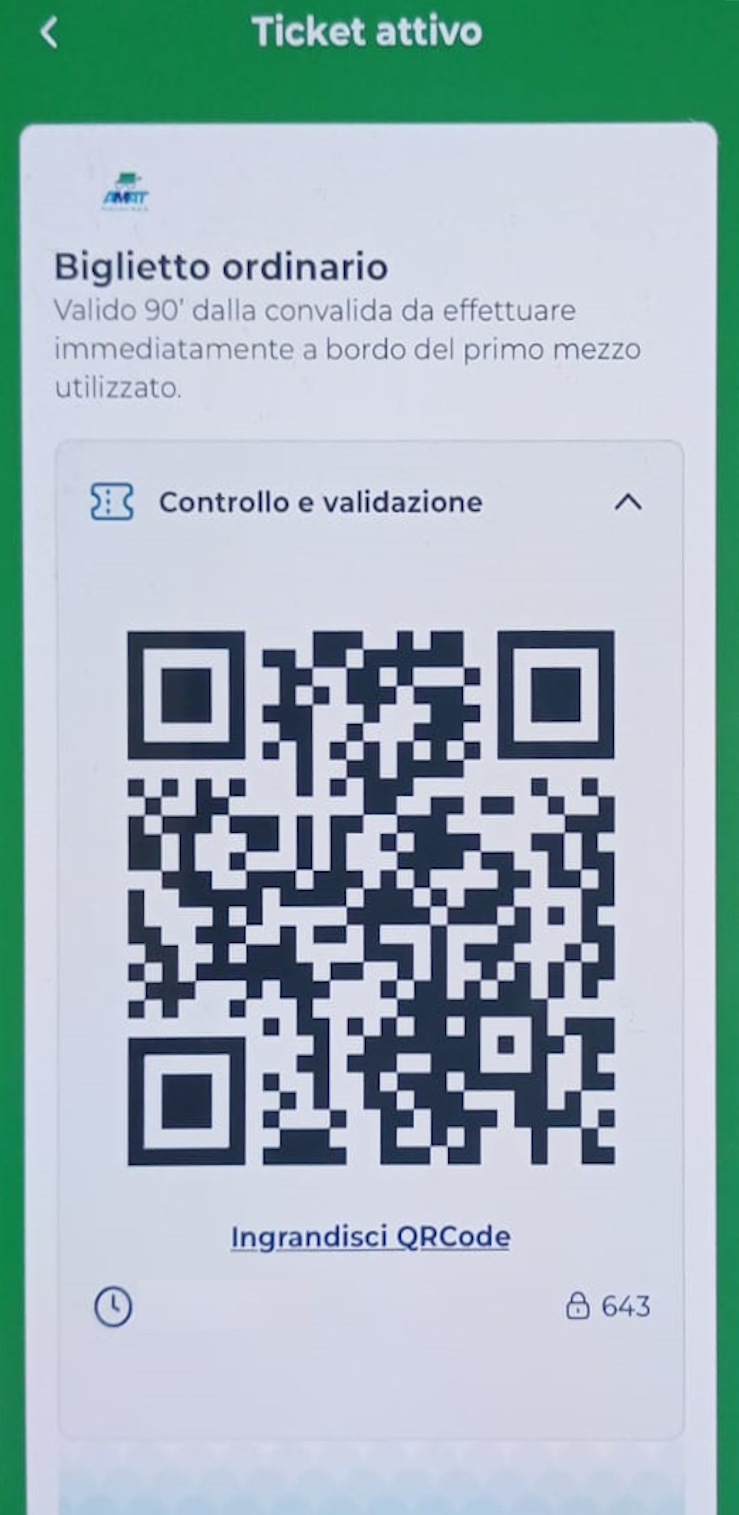 Ticket attivo
AMAT
Biglietto ordinario
Valido 90' dalla convalida da effettuare
immediatamente a bordo del primo mezzo
utilizzato.
Controllo e validazione
Ingrandisci QRCode
643